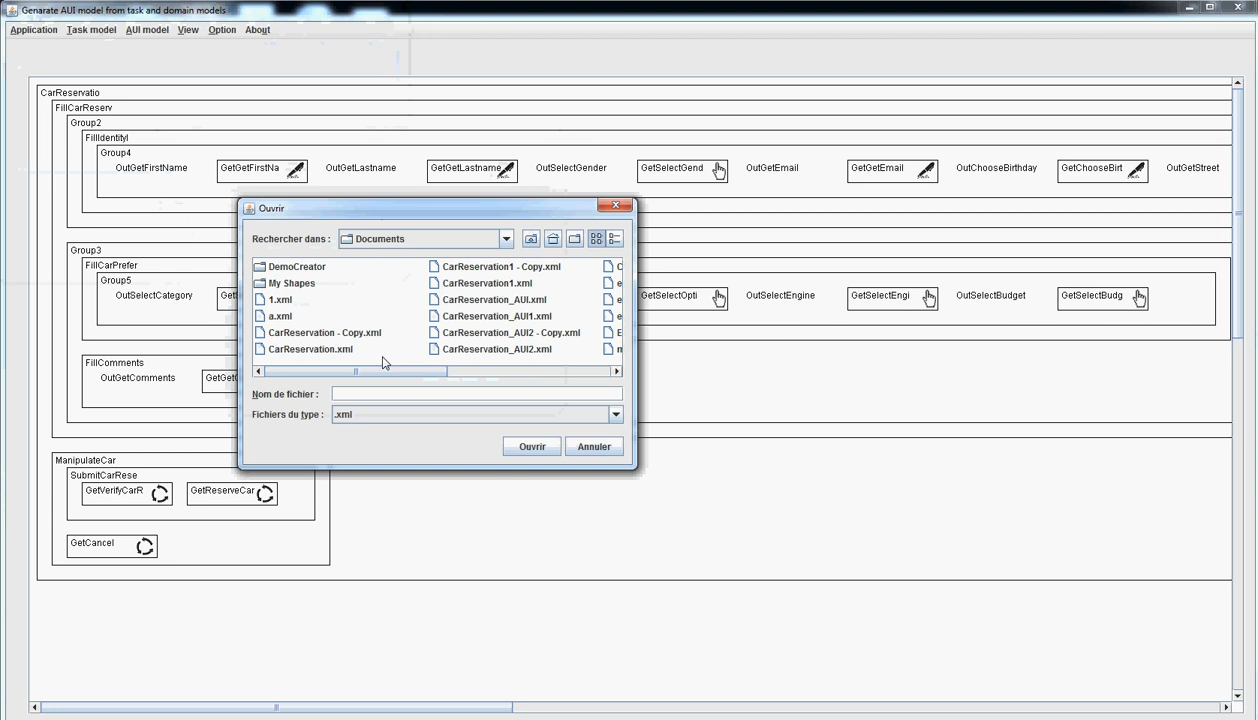 Genarate AUI model from task and domain models
Application Task model AUI model View Option About
CarReservatio
FillCarReserv
Group2
FillIdentityI
Group4
OutGetFirstName GetGetFirstNa OutGetLastname GetGetLastname OutSelectGender GetSelectGend OutGetEmail GetGetEmail OutChooseBirthday GetChooseBirt OutGetStreet
Group3
FillCarPrefer
Group5
OutSelectCategory GetSelectOpti OutSelectEngine GetSelectEngi OutSelectBudget GetSelectBudg
FillComments
OutGetComments
ManipulateCar
SubmitCarRese
GetVerifyCarR GetReserveCar
GetCancel
Ouvrir
Rechercher dans : Documents
DemoCreator CarReservation1 - Copy.xml
My Shapes CarReservation1.xml
1.xml CarReservation_AUI.xml
a.xml CarReservation_AUI1.xml
CarReservation - Copy.xml CarReservation_AUI2 - Copy.xml
CarReservation.xml CarReservation_AUI2.xml
Nom de fichier :
Fichiers du type : .xml
Ouvrir Annuler